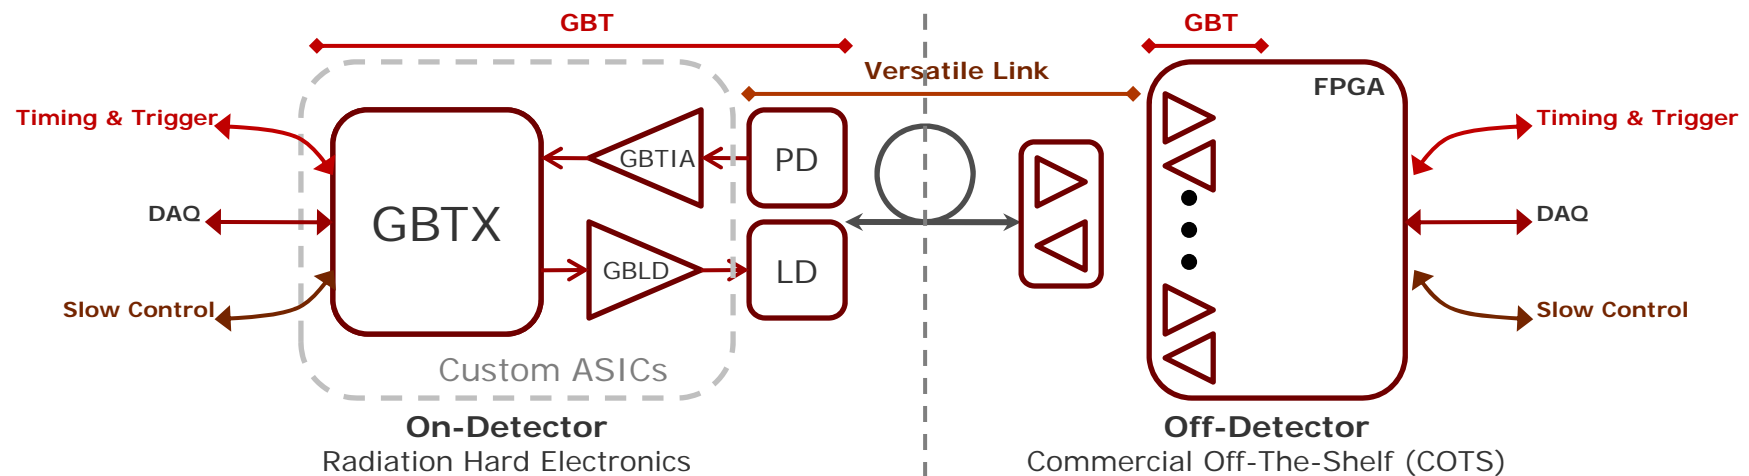 GBT
GBT
Versatile Link
FPGA
Timing & Trigger
Timing & Trigger
GBTIA
PD
DAQ
GBTX
DAQ
GBLD
LD
Slow Control
Slow Control
Custom ASICs
On-Detector
Off-Detector
Radiation Hard Electronics
Commercial Off-The-Shelf (COTS)